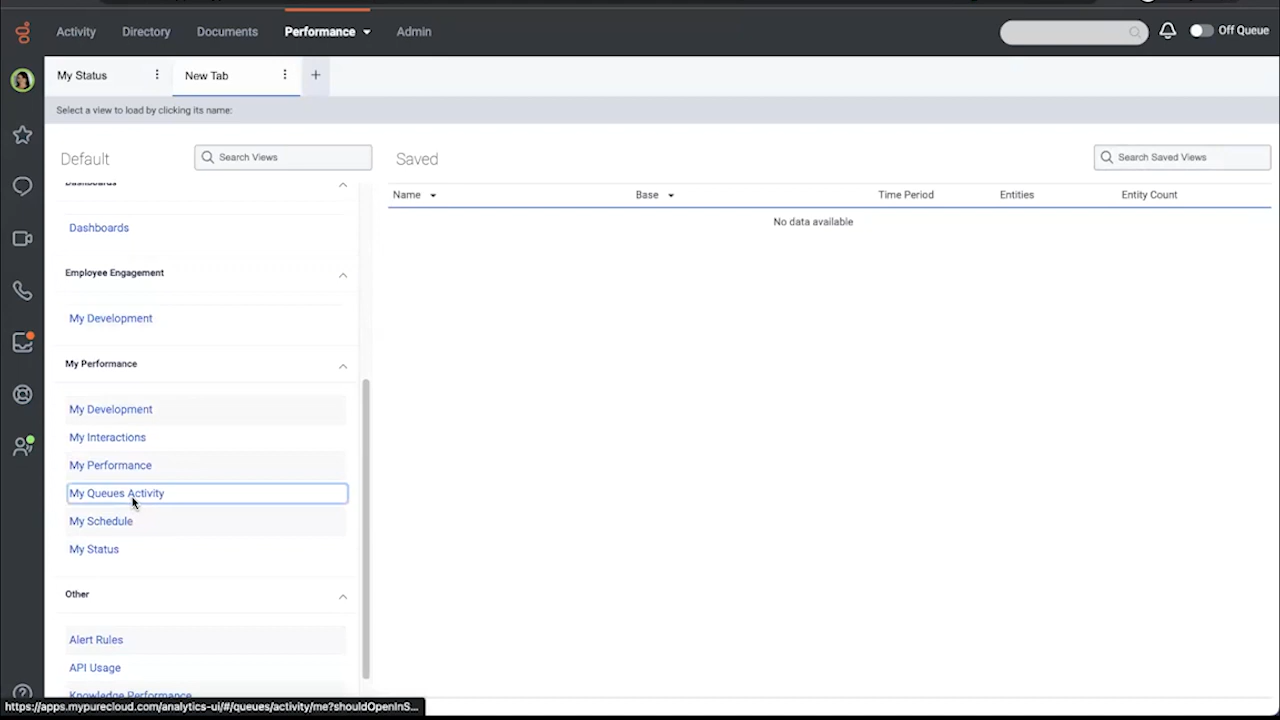 Activity
Directory
Documents
Performance
Admin
Off Queue
My Status
New Tab
Select a view to load by clicking its name:
Default
Search Views
Saved
Search Saved Views
Dashboards
Name
Base
Time Period
Entities
Entity Count
No data available
Dashboards
Employee Engagement
My Development
My Performance
My Development
My Interactions
My Performance
My Queues Activity
My Schedule
My Status
Other
Alert Rules
API Usage
Knowledge Performance
https://apps.mypurecloud.com/analytics-ui/#/queues/activity/me?shouldOpenInS...